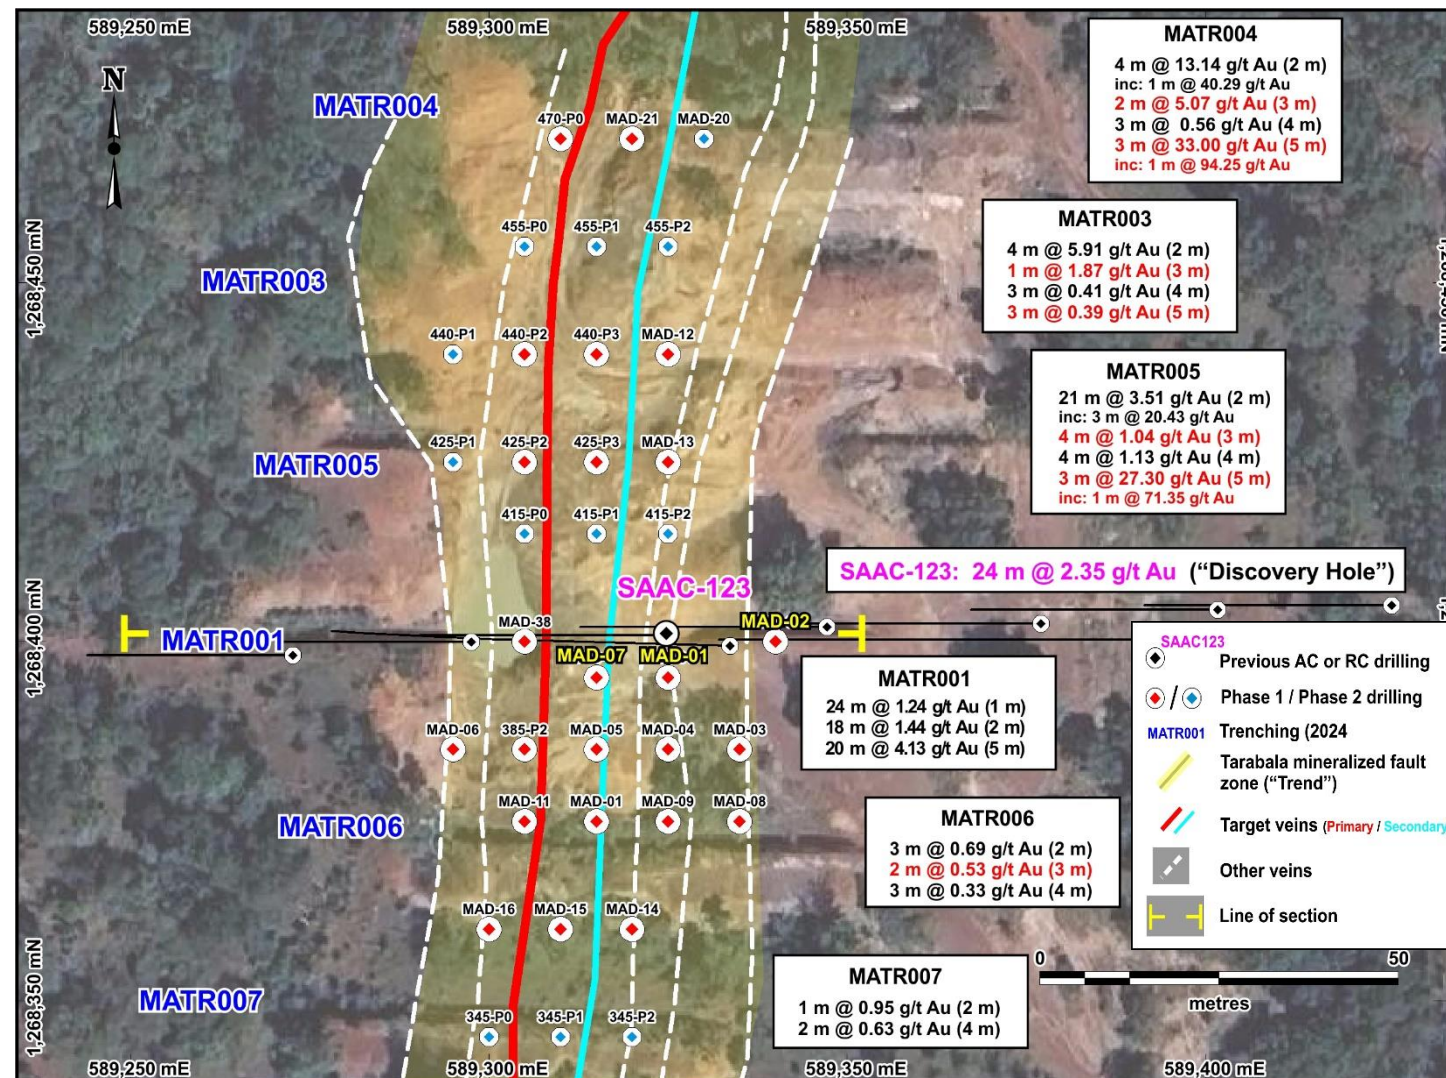 589,250 mE
589,300 mE
589,350 mE
N
MATR004
470-P0
MAD-21
MAD-20
MATR004
4 m @ 13.14 g/t Au (2 m)
inc: 1 m @ 40.29 g/t Au
2 m @ 5.07 g/t Au (3 m)
3 m @ 0.56 g/t Au (4 m)
3 m @ 33.00 g/t Au (5 m)
inc: 1 m @ 94.25 g/t Au
455-P0
455-P1
455-P2
1,268,450 mN
MATR003
MATR003
4 m @ 5.91 g/t Au (2 m)
1 m @ 1.87 g/t Au (3 m)
3 m @ 0.41 g/t Au (4 m)
3 m @ 0.39 g/t Au (5 m)
440-P1
440-P2
440-P3
MAD-12
MATR005
21 m @ 3.51 g/t Au (2 m)
inc: 3 m @ 20.43 g/t Au
4 m @ 1.04 g/t Au (3 m)
4 m @ 1.13 g/t Au (4 m)
3 m @ 27.30 g/t Au (5 m)
inc: 1 m @ 71.35 g/t Au
425-P1
425-P2
425-P3
MAD-13
MATR005
415-P0
415-P1
415-P2
SAAC-123: 24 m @ 2.35 g/t Au (“Discovery Hole”)
SAAC-123
1,268,400 mN
MATR001
MAD-38
MAD-02
MAD-07
MAD-01
MATR001
24 m @ 1.24 g/t Au (1 m)
18 m @ 1.44 g/t Au (2 m)
20 m @ 4.13 g/t Au (5 m)
MAD-06
385-P2
MAD-05
MAD-04
MAD-03
MAD-11
MAD-01
MAD-09
MAD-08
MATR006
MATR006
3 m @ 0.69 g/t Au (2 m)
2 m @ 0.53 g/t Au (3 m)
3 m @ 0.33 g/t Au (4 m)
SAAC123
Previous AC or RC drilling
/ Phase 1 / Phase 2 drilling
MATR001 Trenching (2024
Tarabala mineralized fault
zone (“Trend”)
Target veins (Primary / Secondary
Other veins
Line of section
MAD-16
MAD-15
MAD-14
0
50
metres
1,268,350 mN
MATR007
MATR007
1 m @ 0.95 g/t Au (2 m)
2 m @ 0.63 g/t Au (4 m)
345-P0
345-P1
345-P2
589,250 mE
589,300 mE
589,350 mE
589,400 mE